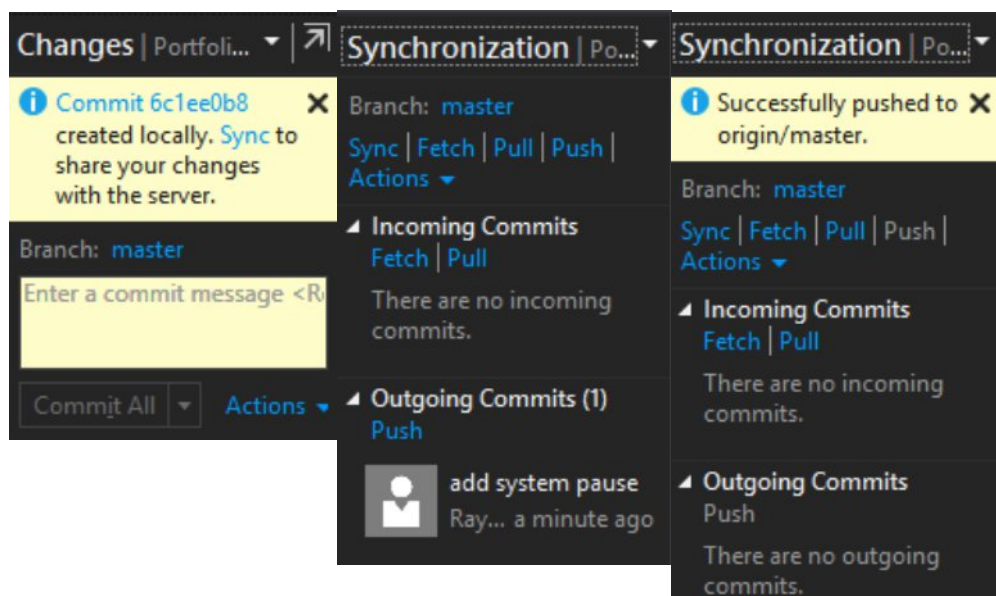 Changes | Portfoli...
Commit 6c1ee0b8
created locally. Sync to
share your changes
with the server.
Branch: master
Enter a commit message <R
Commit All
Actions
Synchronization | Po...
Branch: master
Sync | Fetch | Pull | Push |
Actions
Incoming Commits
Fetch | Pull
There are no incoming
commits.
Outgoing Commits (1)
Push
add system pause
Ray... a minute ago
Synchronization | Po...
Successfully pushed to
origin/master.
Branch: master
Sync | Fetch | Pull | Push |
Actions
Incoming Commits
Fetch | Pull
There are no incoming
commits.
Outgoing Commits
Push
There are no outgoing
commits.